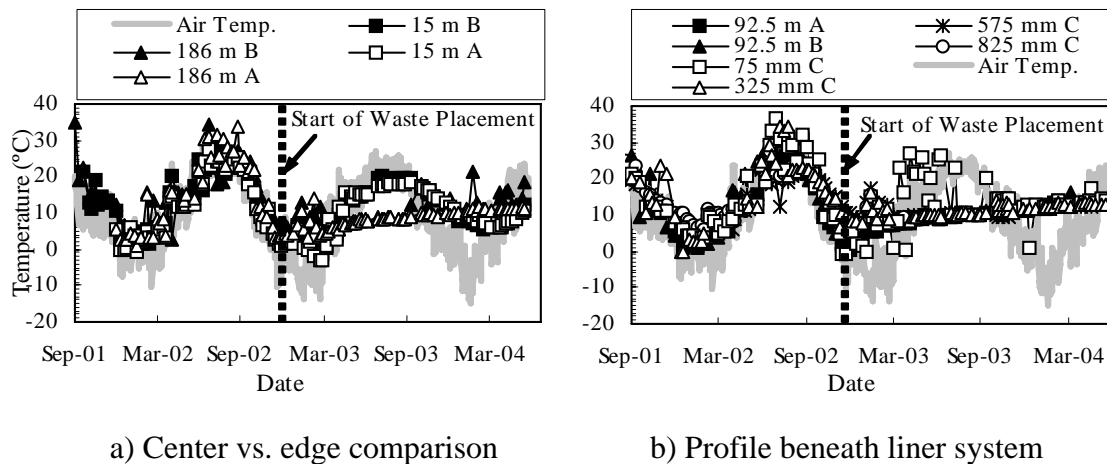 Air Temp.
15 m B
186 m B
15 m A
186 m A
40
30
20
10
0
-10
-20
Temperature (ºC)
Start of Waste Placement
Sep-01 Mar-02 Sep-02 Mar-03 Sep-03 Mar-04
Date
a) Center vs. edge comparison
92.5 m A
575 mm C
92.5 m B
825 mm C
75 mm C
Air Temp.
325 mm C
40
30
20
10
0
-10
-20
Start of Waste Placement
Sep-01 Mar-02 Sep-02 Mar-03 Sep-03 Mar-04
Date
b) Profile beneath liner system